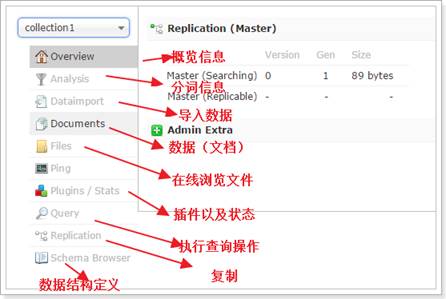 collection1
Replication (Master)
Overview
概览信息
Version Gen Size
Analysis
分词信息
Master (Searching) 0 1 89 bytes
Dataimport
导入数据
Master (Replicable) - - -
Documents
Admin Extra
数据（文档）
Files
在线浏览文件
Ping
Plugins / Stats
插件以及状态
Query
执行查询操作
Replication
复制
Schema Browser
数据结构定义